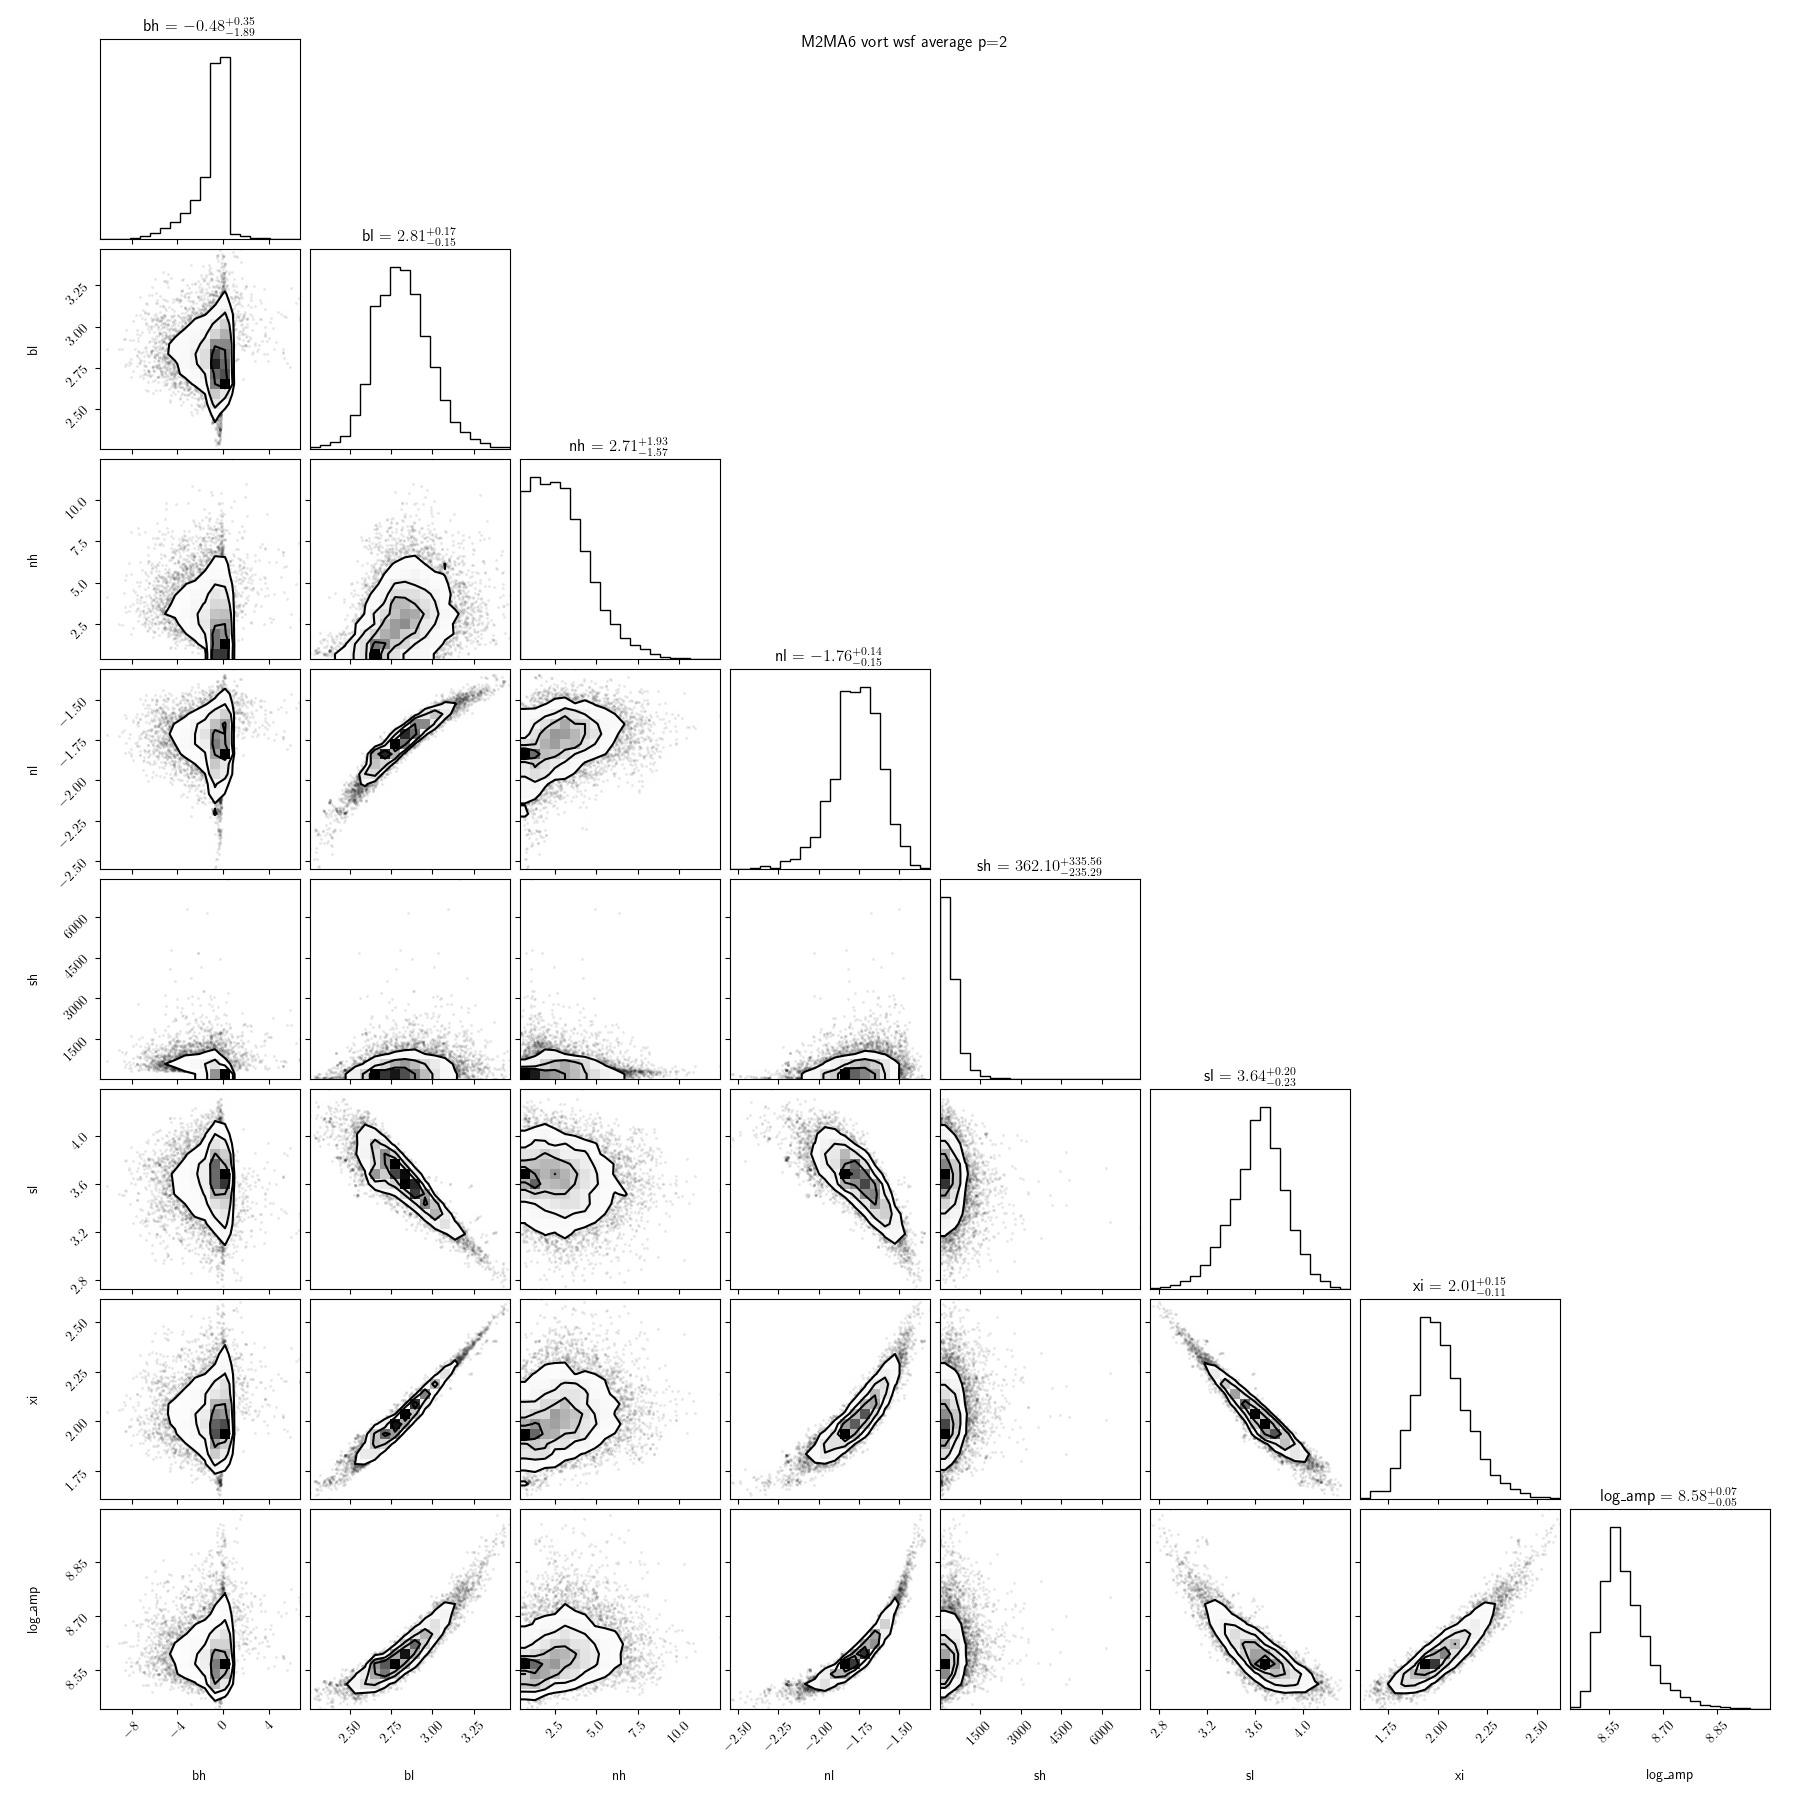 bh = −0.48+0.35−1.89
M2MA6 vort wsf average p=2
bl = 2.81+0.17−0.15
3.25
3.00
2.75
2.50
bl
nh = 2.71+1.93−1.57
10.0
7.5
5.0
2.5
nh
nl = −1.76+0.14−0.15
−1.50
−1.75
−2.00
−2.25
−2.50
nl
sh = 362.10+335.56−235.29
6000
4500
3000
1500
sh
sl = 3.64+0.20−0.23
4.0
3.6
3.2
2.8
sl
xi = 2.01+0.15−0.11
2.50
2.25
2.00
1.75
xi
log_amp = 8.58+0.07−0.05
8.85
8.70
8.55
log_amp
−8 −4 0 4 2.50 2.75 3.00 3.25 2.5 5.0 7.5 10.0 −2.50 −2.25 −2.00 −1.75 −1.50 1500 3000 4500 6000 2.8 3.2 3.6 4.0 1.75 2.00 2.25 2.50 8.55 8.70 8.85
bh bl nh nl sh sl xi log_amp